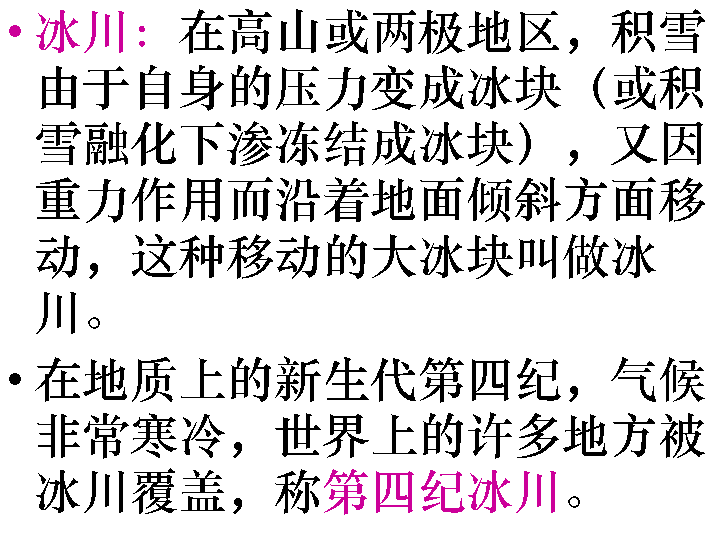 •冰川：在高山或两极地区，积雪
由于自身的压力变成冰块（或积
雪融化下渗冻结成冰块），又因
重力作用而沿着地面倾斜方面移
动，这种移动的大冰块叫做冰
川。
•在地质上的新生代第四纪，气候
非常寒冷，世界上的许多地方被
冰川覆盖，称第四纪冰川。